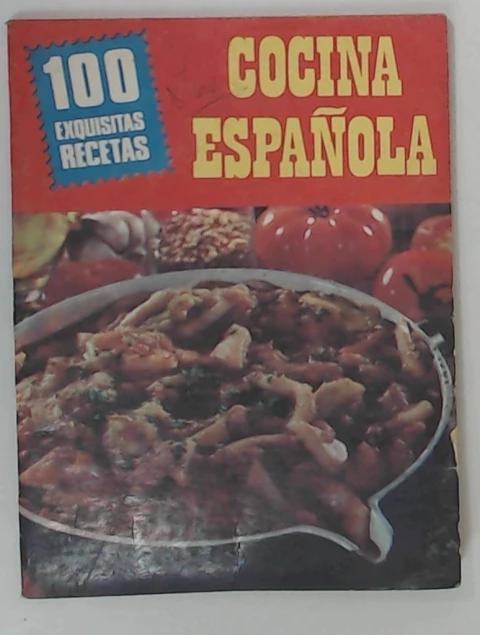 100
EXQUISITAS
RECETAS
COCINA
ESPAÑOLA